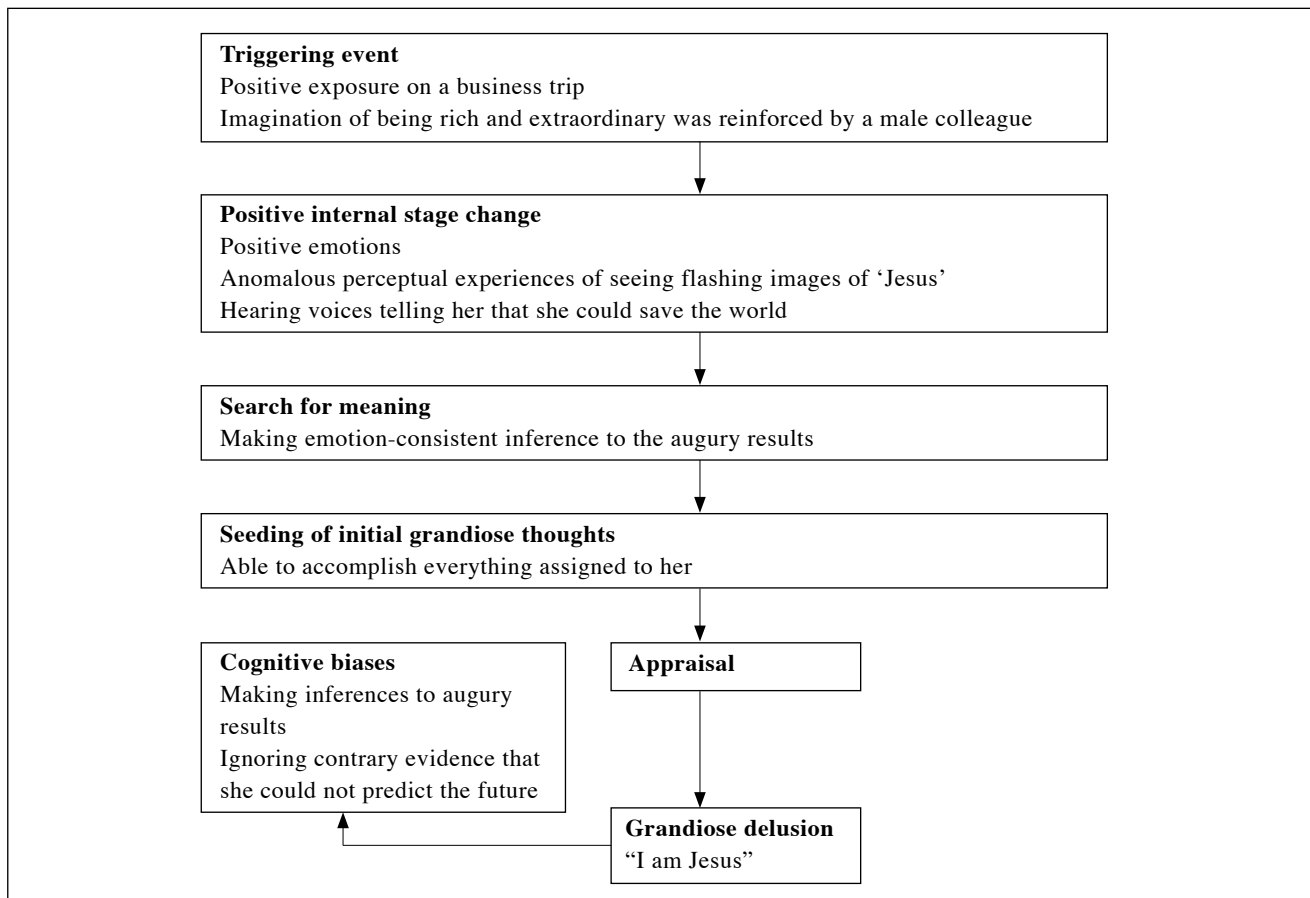 Triggering event
Positive exposure on a business trip
Imagination of being rich and extraordinary was reinforced by a male colleague
Positive internal stage change
Positive emotions
Anomalous perceptual experiences of seeing flashing images of ‘Jesus’
Hearing voices telling her that she could save the world
Search for meaning
Making emotion-consistent inference to the augury results
Seeding of initial grandiose thoughts
Able to accomplish everything assigned to her
Cognitive biases
Making inferences to augury
results
Ignoring contrary evidence that
she could not predict the future
Appraisal
Grandiose delusion
“I am Jesus”